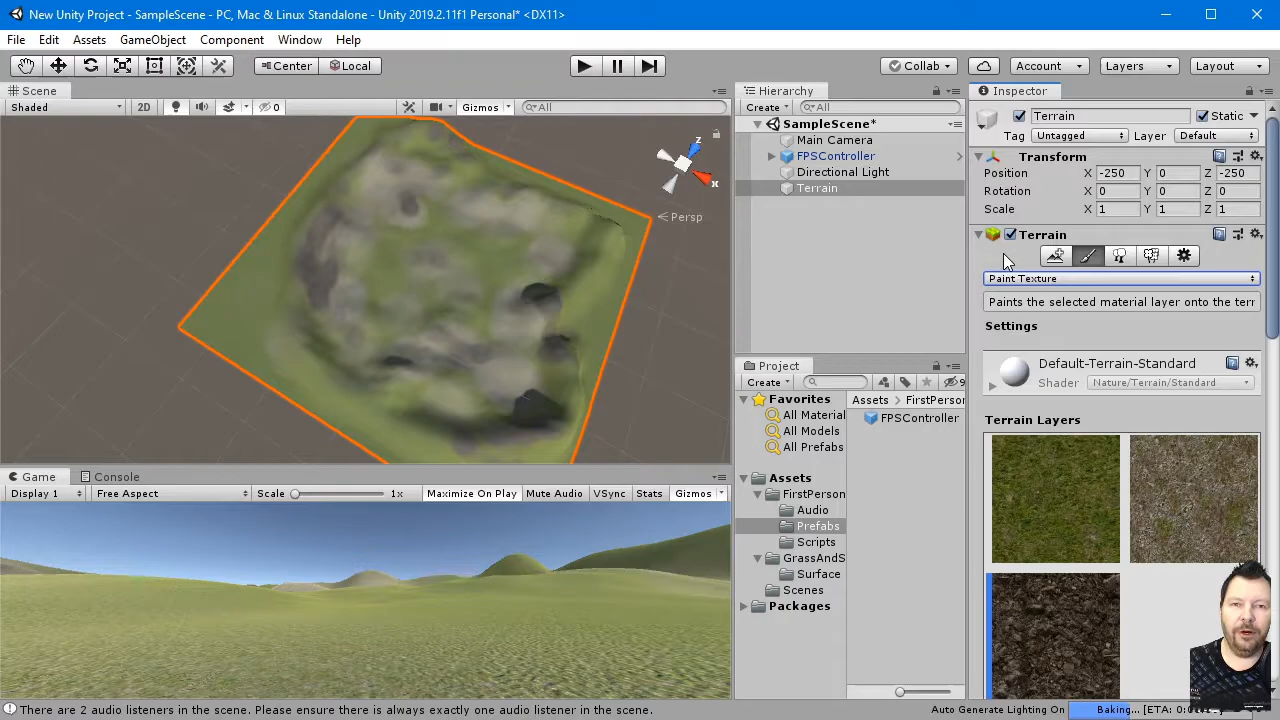 New Unity Project - SampleScene - PC, Mac & Linux Standalone - Unity 2019.2.11f1 Personal* <DX11>
File Edit Assets GameObject Component Window Help
Center Local Collab Account Layers Layout
Scene
Shaded 2D 0 Gizmos All
z
x
Persp
Hierarchy
Create All
SampleScene*
Main Camera
FPSController
Directional Light
Terrain
Inspector
Terrain Static
Tag Untagged Layer Default
Transform
Position X -250 Y 0 Z -250
Rotation X 0 Y 0 Z 0
Scale X 1 Y 1 Z 1
Terrain
Paint Texture
Paints the selected material layer onto the terr
Settings
Default-Terrain-Standard
Shader Nature/Terrain/Standard
Terrain Layers
Project
Create 9
Favorites
All Material
All Models
All Prefabs
Assets
FirstPerson
Audio
Prefabs
Scripts
GrassAndS
Surface
Scenes
Packages
Assets FirstPerson
FPSController
Game Console
Display 1 Free Aspect Scale 1x Maximize On Play Mute Audio VSync Stats Gizmos
There are 2 audio listeners in the scene. Please ensure there is always exactly one audio listener in the scene.
Auto Generate Lighting On Baking...